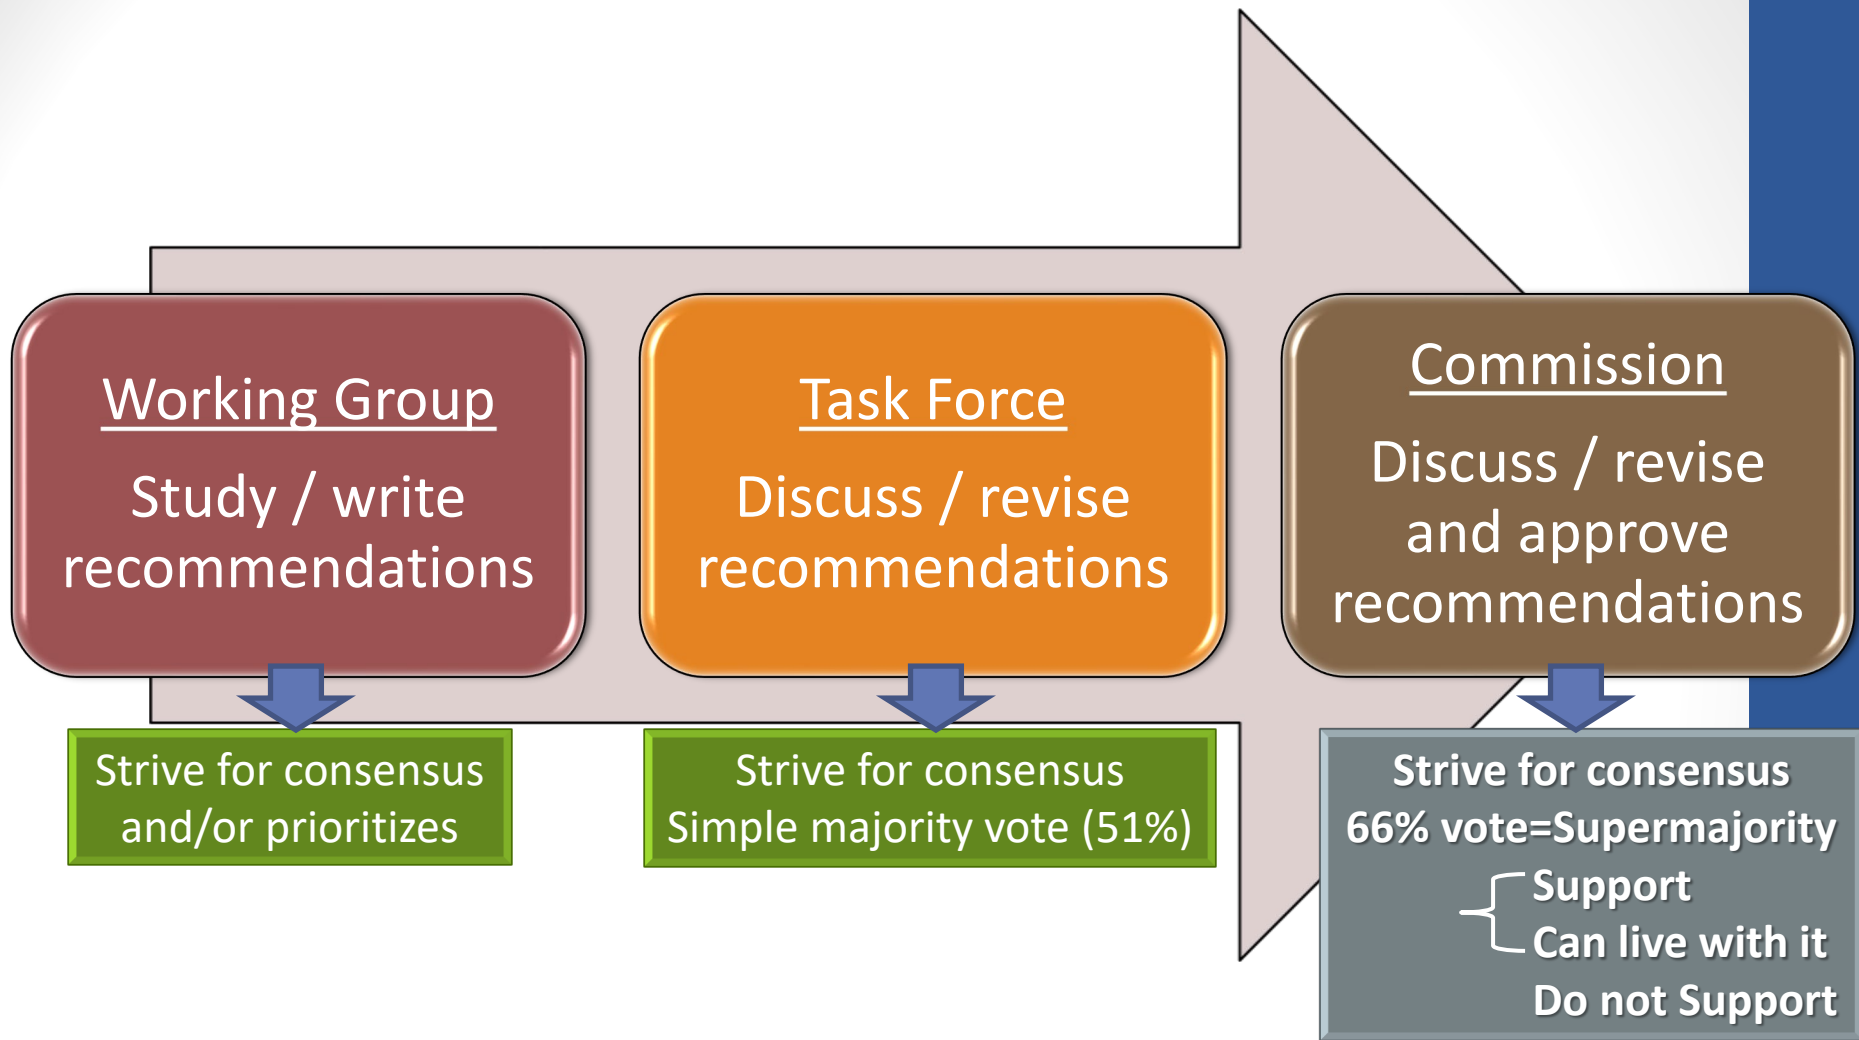 Working Group
Study / write
recommendations
Strive for consensus
and/or prioritizes
Task Force
Discuss / revise
recommendations
Strive for consensus
Simple majority vote (51%)
Commission
Discuss / revise
and approve
recommendations
Strive for consensus
66% vote=Supermajority
Support
Can live with it
Do not Support